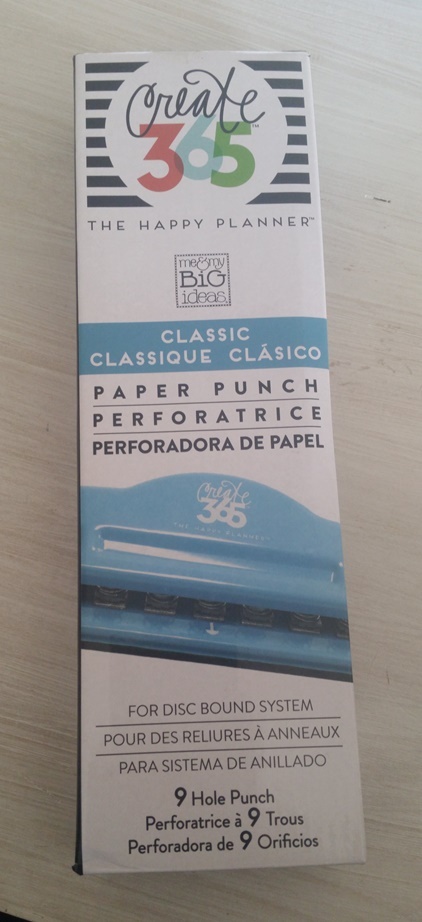 Create
365™
THE HAPPY PLANNER™
me&my
BiG
ideas.
CLASSIC
CLASSIQUE CLÁSICO
PAPER PUNCH
PERFORATRICE
PERFORADORA DE PAPEL
Create
365
THE HAPPY PLANNER™
FOR DISC BOUND SYSTEM
POUR DES RELIURES À ANNEAUX
PARA SISTEMA DE ANILLADO
9 Hole Punch
Perforatrice à 9 Trous
Perforadora de 9 Orificios